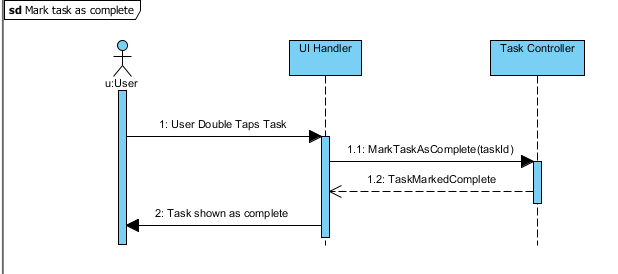 sd Mark task as complete
UI Handler
Task Controller
u:User
1: User Double Taps Task
1.1: MarkTaskAsComplete(taskId)
1.2: TaskMarkedComplete
2: Task shown as complete